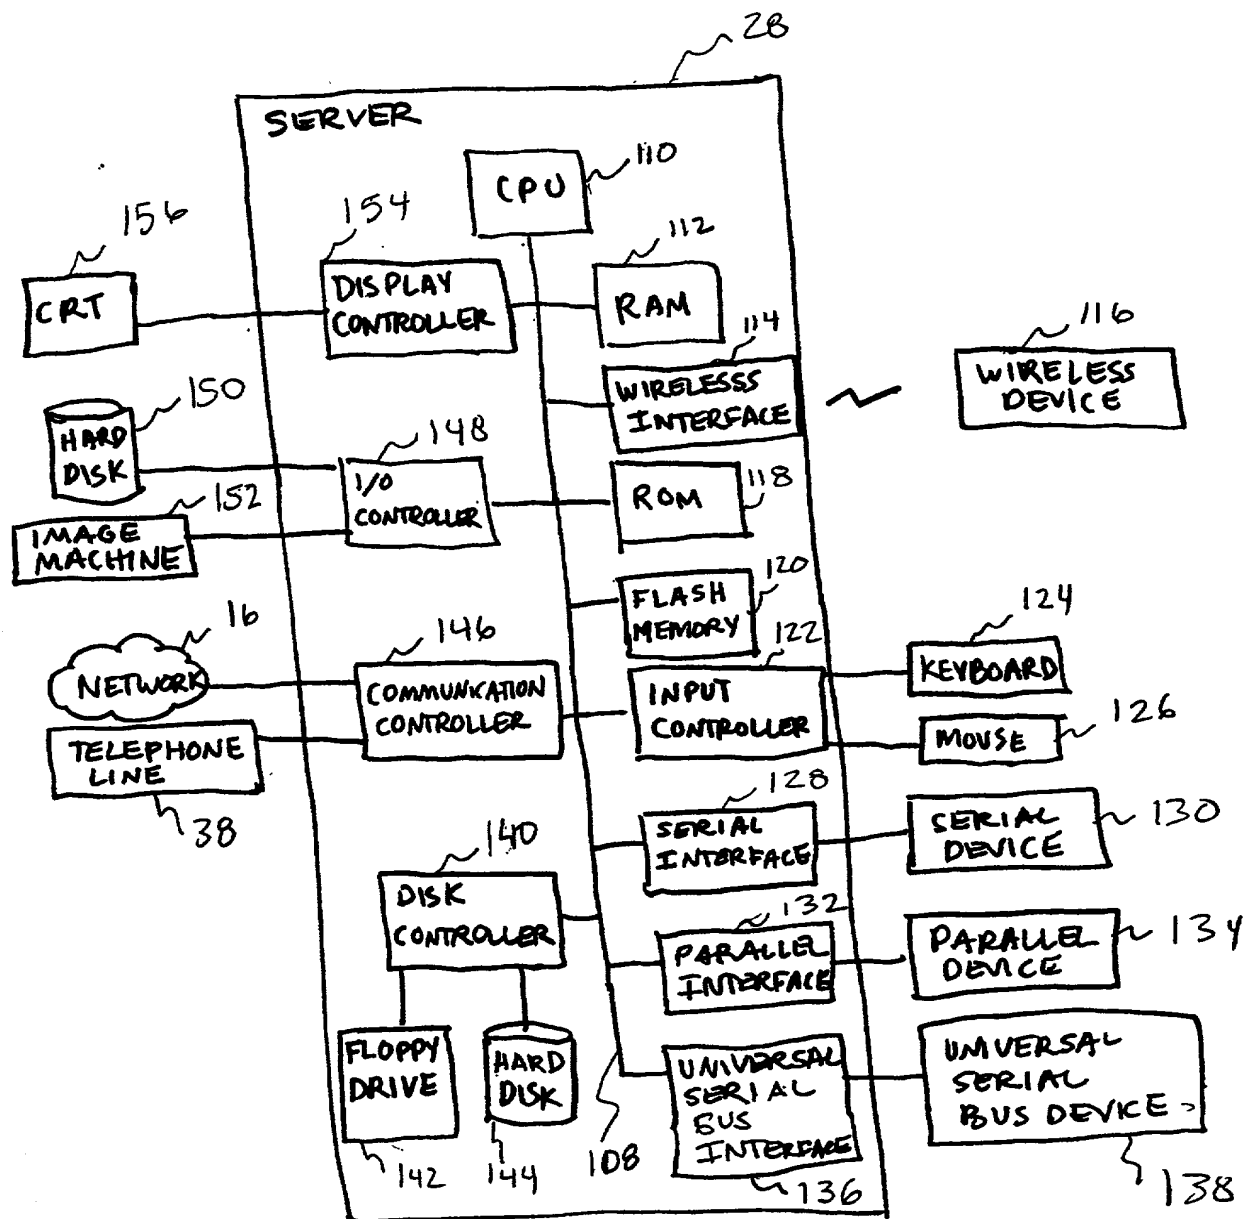 28
SERVER
CPU
110
156
154
112
CRT
DISPLAY
CONTROLLER
RAM
114
116
WIRELESSS
INTERFACE
WIRELESS
DEVICE
150
HARD
DISK
148
I/O
CONTROLLER
ROM
118
152
IMAGE
MACHINE
120
FLASH
MEMORY
16
NETWORK
146
COMMUNICATION
CONTROLLER
122
INPUT
CONTROLLER
124
KEYBOARD
126
MOUSE
TELEPHONE
LINE
38
128
SERIAL
INTERFACE
SERIAL
DEVICE
130
140
DISK
CONTROLLER
132
PARALLEL
INTERFACE
PARALLEL
DEVICE
134
FLOPPY
DRIVE
142
HARD
DISK
144
108
UNIVERSAL
SERIAL
BUS
INTERFACE
136
UNIVERSAL
SERIAL
BUS DEVICE
138